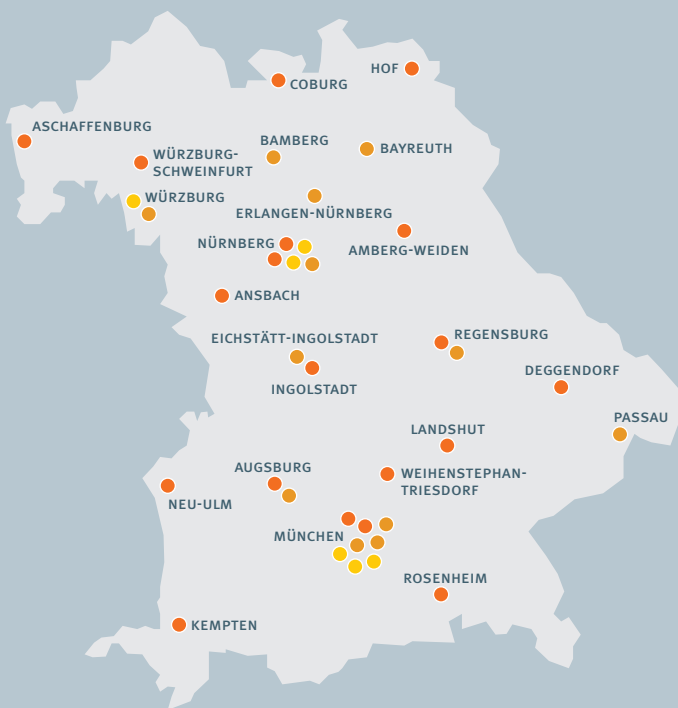 HOF
COBURG
ASCHAFFENBURG
BAMBERG
BAYREUTH
WÜRZBURG-
SCHWEINFURT
WÜRZBURG
ERLANGEN-NÜRNBERG
NÜRNBERG
AMBERG-WEIDEN
ANSBACH
EICHSTÄTT-INGOLSTADT
REGENSBURG
INGOLSTADT
DEGGENDORF
PASSAU
LANDSHUT
AUGSBURG
WEIHENSTEPHAN-
TRIESDORF
NEU-ULM
MÜNCHEN
ROSENHEIM
KEMPTEN